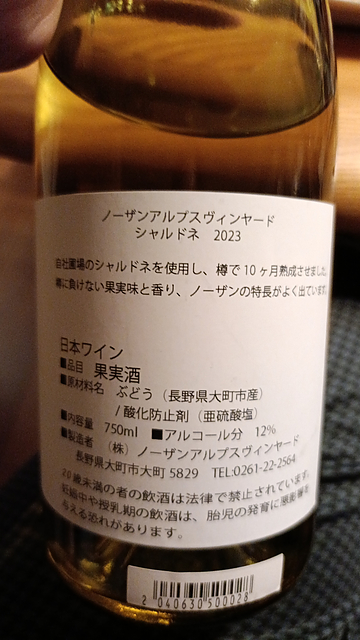 ノーザンアルプスヴィンヤード
シャルドネ 2023
自社圃場のシャルドネを使用し、樽で10ヶ月熟成させました。
樽に負けない果実味と香り、ノーザンの特長がよく出ています。
日本ワイン
■品目 果実酒
■原材料名 ぶどう(長野県大町市産)
/酸化防止剤(亜硫酸塩)
■内容量 750ml ■アルコール分 12%
■製造者 (株)ノーザンアルプスヴィンヤード
長野県大町市大町5829 TEL:0261-22-2564
20歳未満の者の飲酒は法律で禁止されています。
妊娠中や授乳期の飲酒は、胎児の発育に悪影響を
与える恐れがあります。
2 040630 500028